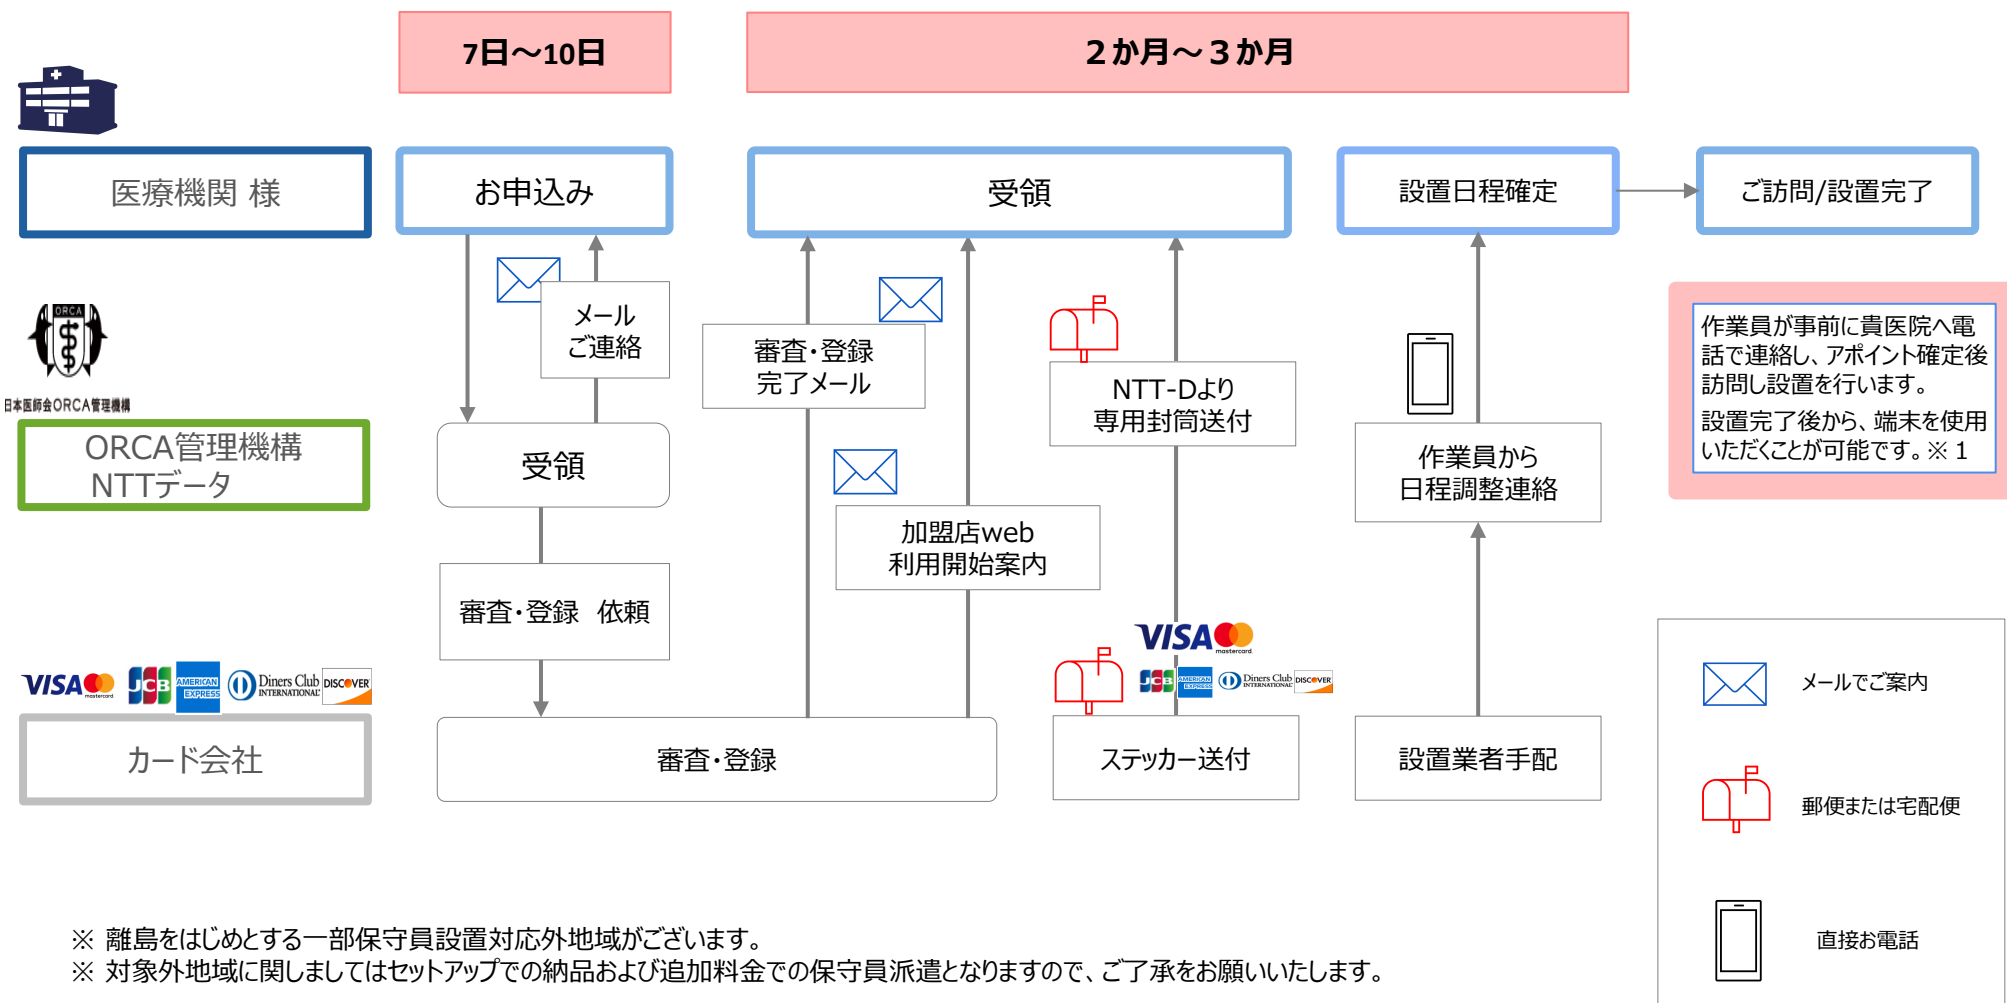 7日～10日
２か月～３か月
医療機関 様
お申込み
受領
設置日程確定
ご訪問/設置完了
メール
ご連絡
審査・登録
完了メール
NTT-Dより
専用封筒送付
作業員が事前に貴医院へ電
話で連絡し、アポイント確定後
訪問し設置を行います。
設置完了後から、端末を使用
いただくことが可能です。※１
ORCA
日本医師会ORCA管理機構
ORCA管理機構
NTTデータ
受領
作業員から
日程調整連絡
加盟店web
利用開始案内
審査・登録　依頼
VISA
mastercard
JCB
AMERICAN
EXPRESS
Diners Club
INTERNATIONAL
DISCOVER
VISA
mastercard
JCB
AMERICAN
EXPRESS
Diners Club
INTERNATIONAL
DISCOVER
カード会社
審査・登録
ステッカー送付
設置業者手配
メールでご案内
郵便または宅配便
直接お電話
※ 離島をはじめとする一部保守員設置対応外地域がございます。
※ 対象外地域に関しましてはセットアップでの納品および追加料金での保守員派遣となりますので、ご了承をお願いいたします。